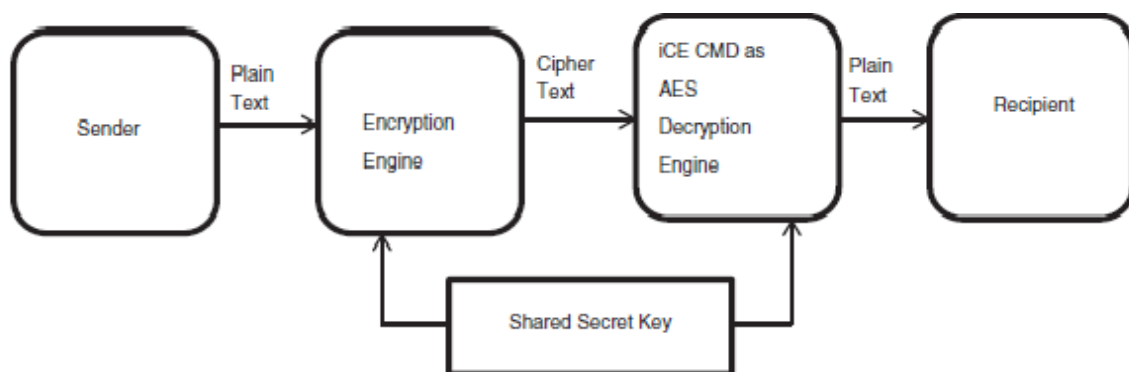 Sender
Plain
Text
Encryption
Engine
Cipher
Text
iCE CMD as
AES
Decryption
Engine
Plain
Text
Recipient
Shared Secret Key